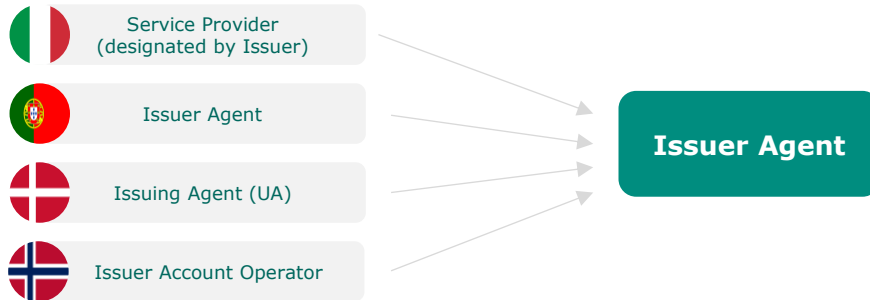 Service Provider
(designated by Issuer)
Issuer Agent
Issuing Agent (UA)
Issuer Account Operator
Issuer Agent